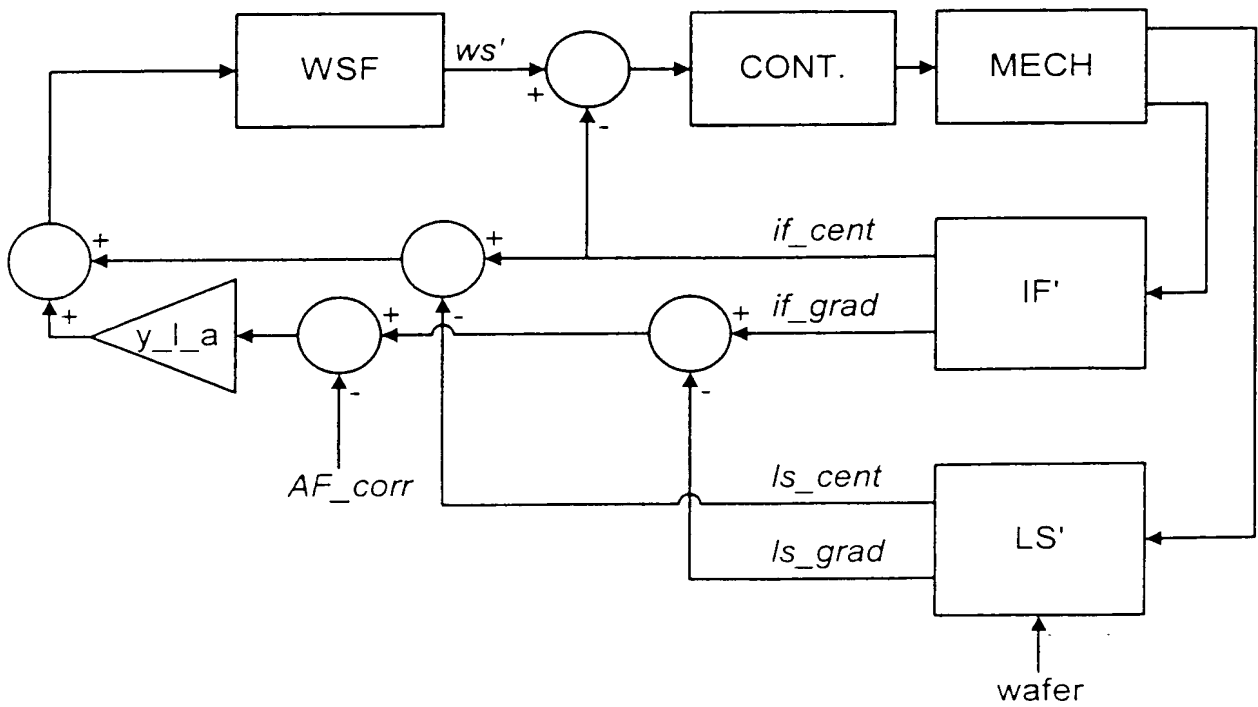 WSF
ws'
+
-
CONT.
MECH
+
+
if_cent
+
-
if_grad
+
-
IF'
+
y_l_a
+
-
AF_corr
ls_cent
ls_grad
LS'
wafer